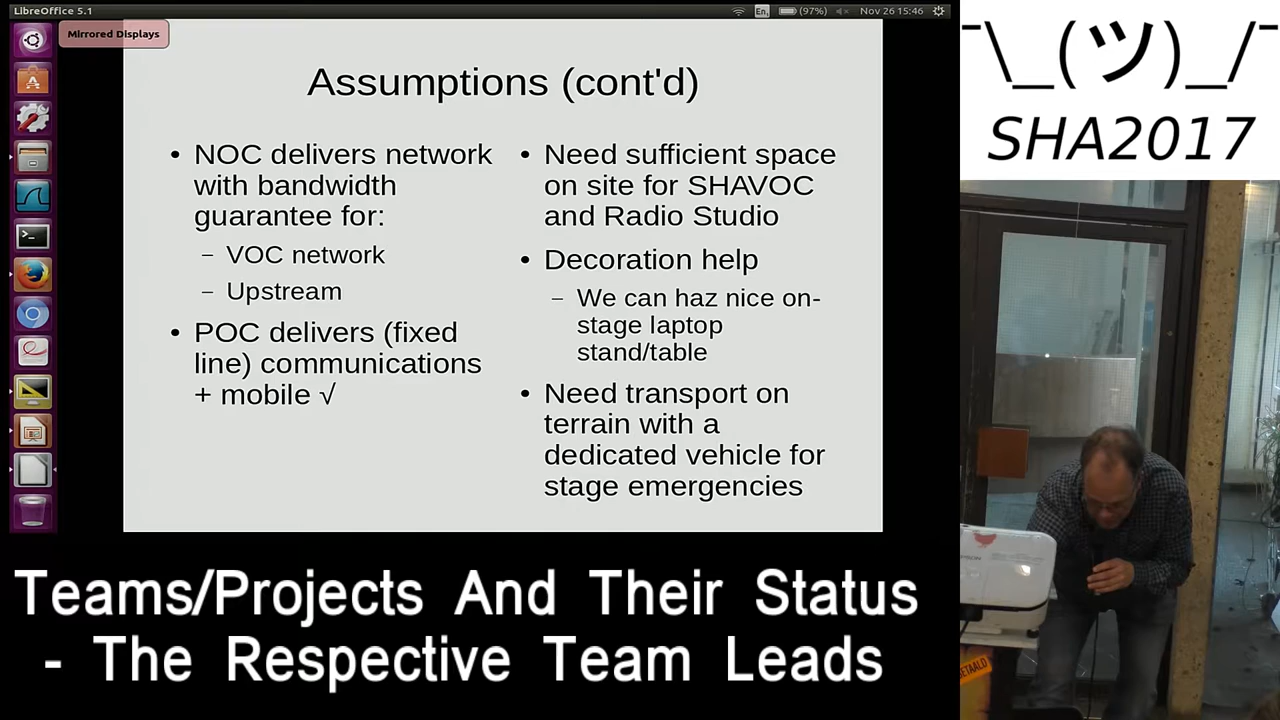 LibreOffice 5.1
En
(97%)
Nov 26 15:46
Mirrored Displays
Assumptions (cont'd)
• NOC delivers network
with bandwidth
guarantee for:
– VOC network
– Upstream
• POC delivers (fixed
line) communications
+ mobile √
• Need sufficient space
on site for SHAVOC
and Radio Studio
• Decoration help
– We can haz nice on-
stage laptop
stand/table
• Need transport on
terrain with a
dedicated vehicle for
stage emergencies
¯\_(ツ)_/¯
SHA2017
EPSON
BETAALD
Teams/Projects And Their Status
- The Respective Team Leads